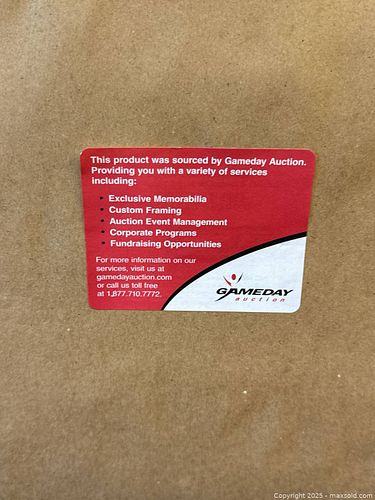 This product was sourced by Gameday Auction.
Providing you with a variety of services
including:
• Exclusive Memorabilia
• Custom Framing
• Auction Event Management
• Corporate Programs
• Fundraising Opportunities
For more information on our
services, visit us at
gamedayauction.com
or call us toll free
at 1.877.710.7772.
GAMEDAY
auction
Copyright 2025 - maxsold.com